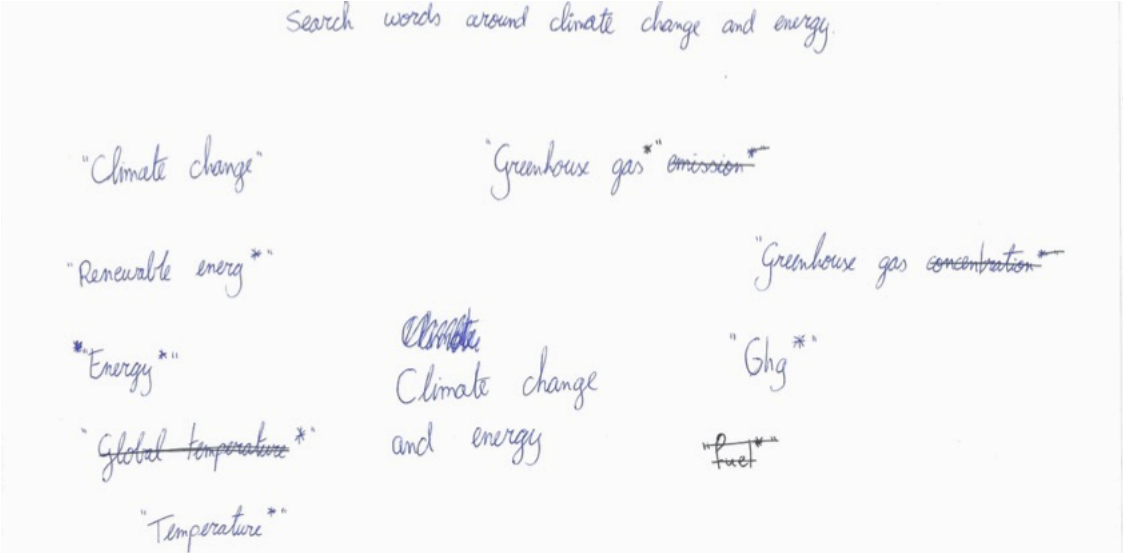 Search words around climate change and energy.
"Climate change"
"Greenhouse gas*" emission*
"Renewable energ*"
"Greenhouse gas concentration*
*"Energy*"
Climate
Climate change
and energy
"Ghg*"
"Global temperature*"
"fuel*"
"Temperature*"